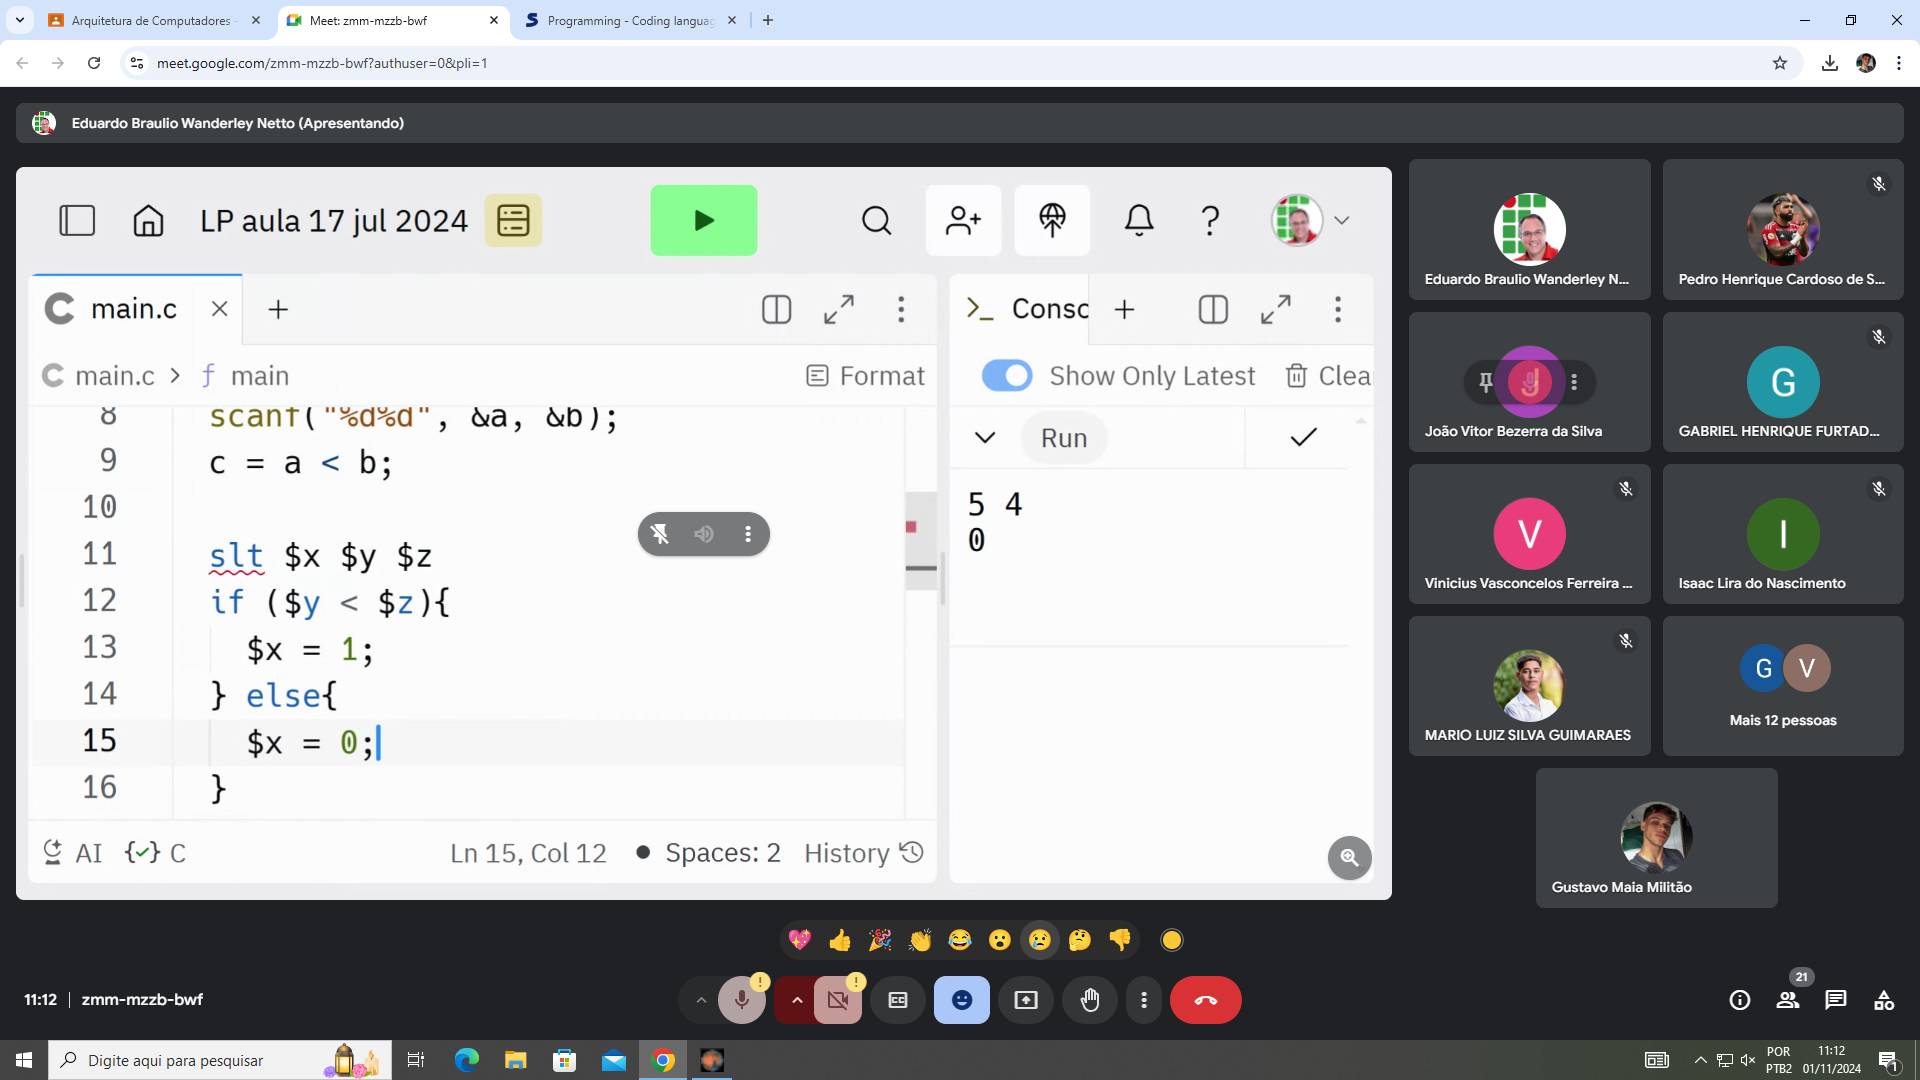 Arquitetura de Computadores -
Meet: zmm-mzzb-bwf
Programming - Coding languag
meet.google.com/zmm-mzzb-bwf?authuser=0&pli=1
Eduardo Braulio Wanderley Netto (Apresentando)
LP aula 17 jul 2024
main.c
main.c > f main
Format
8 scanf("%d%d", &a, &b);
9 c = a < b;
10
11 slt $x $y $z
12 if ($y < $z){
13 $x = 1;
14 } else{
15 $x = 0;
16 }
AI
C
Ln 15, Col 12
Spaces: 2
History
>_ Consc
Show Only Latest
Clea
Run
5 4
0
Eduardo Braulio Wanderley N...
Pedro Henrique Cardoso de S...
J
João Vitor Bezerra da Silva
G
GABRIEL HENRIQUE FURTAD...
V
Vinicius Vasconcelos Ferreira ...
I
Isaac Lira do Nascimento
MARIO LUIZ SILVA GUIMARAES
G V
Mais 12 pessoas
Gustavo Maia Militão
11:12 | zmm-mzzb-bwf
21
Digite aqui para pesquisar
POR
PTB2
11:12
01/11/2024
1